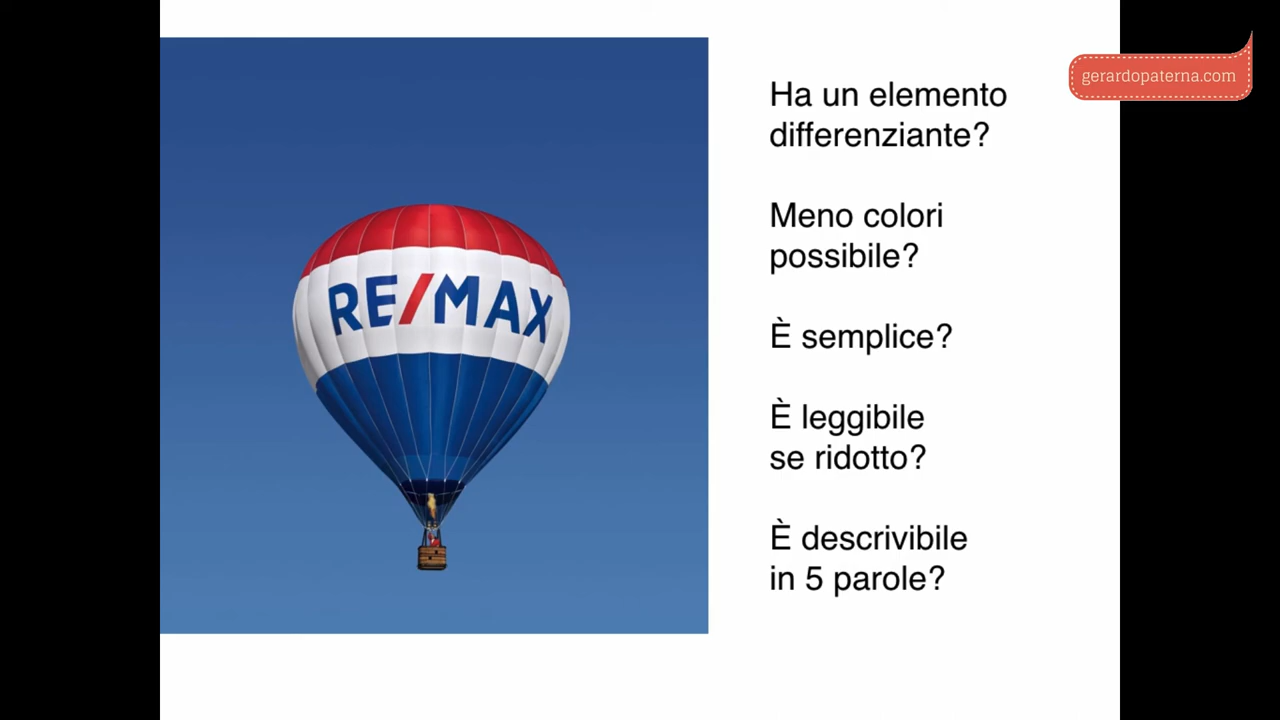 RE/MAX
Ha un elemento
differenziante?
Meno colori
possibile?
È semplice?
È leggibile
se ridotto?
È descrivibile
in 5 parole?
gerardopaterna.com